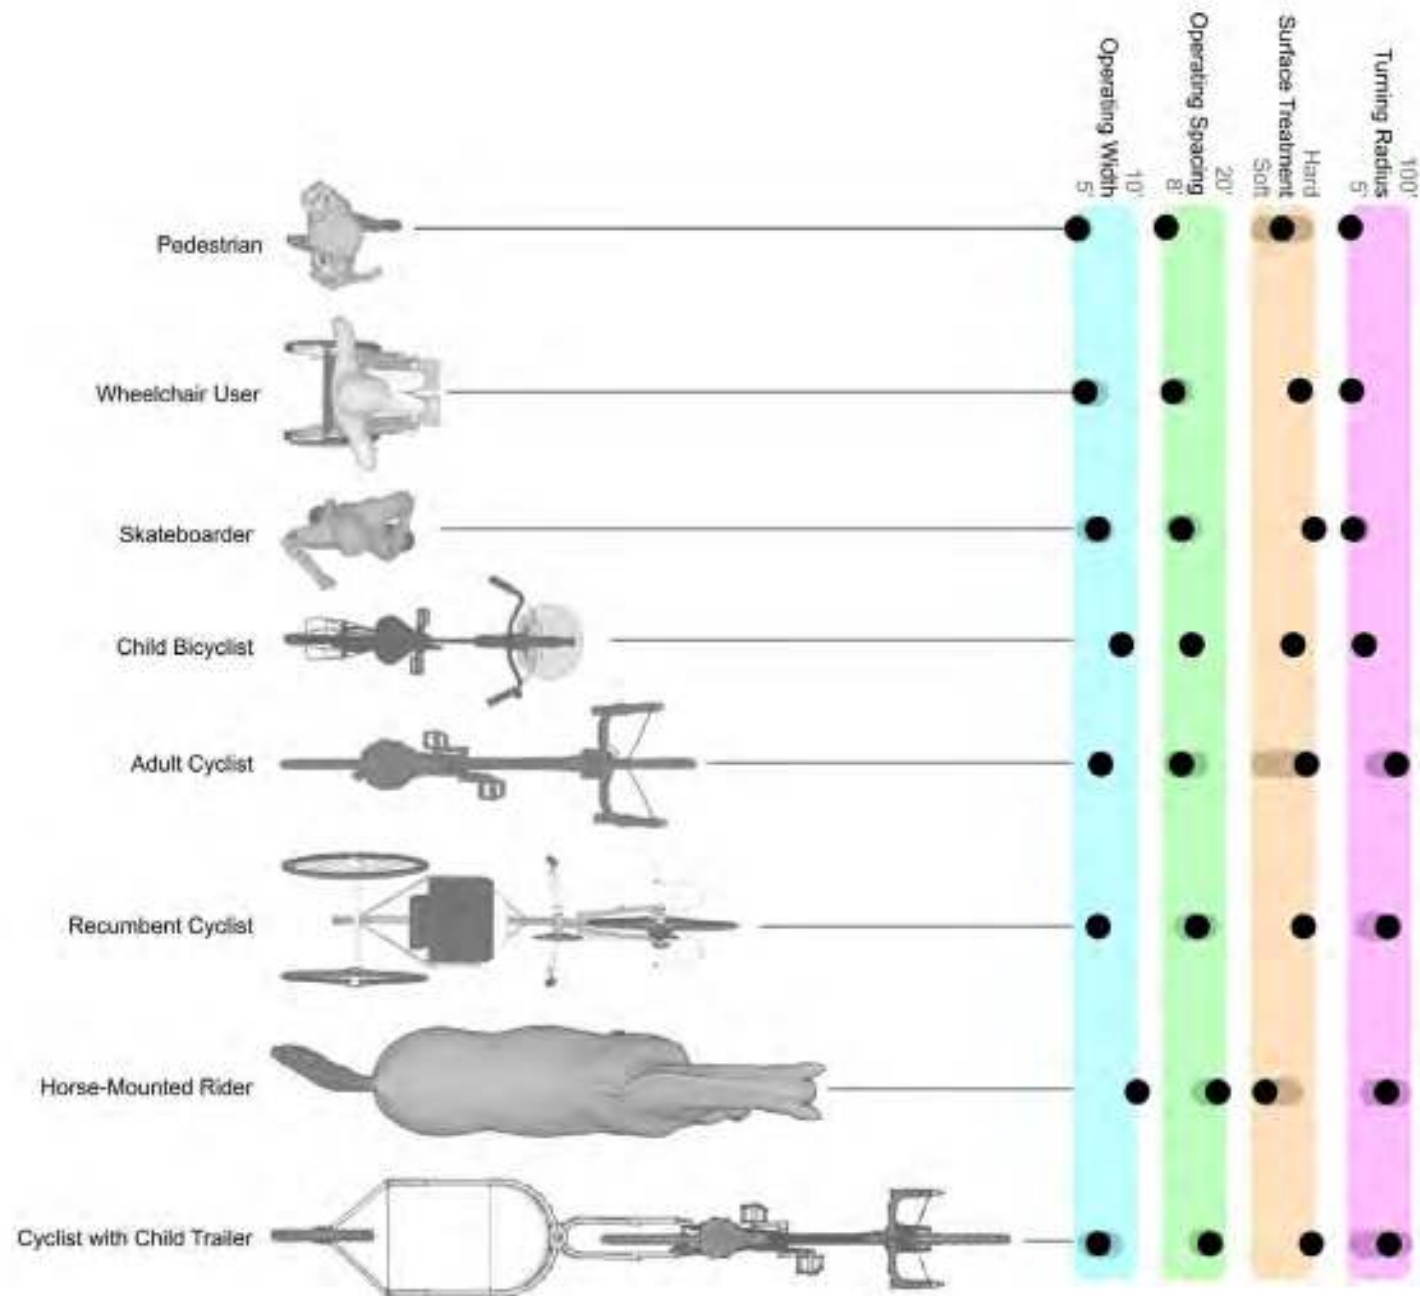 Operating Width
5'
10'
Operating Spacing
8'
20'
Surface Treatment
Soft
Hard
Turning Radius
5'
100'
Pedestrian
Wheelchair User
Skateboarder
Child Bicyclist
Adult Cyclist
Recumbent Cyclist
Horse-Mounted Rider
Cyclist with Child Trailer